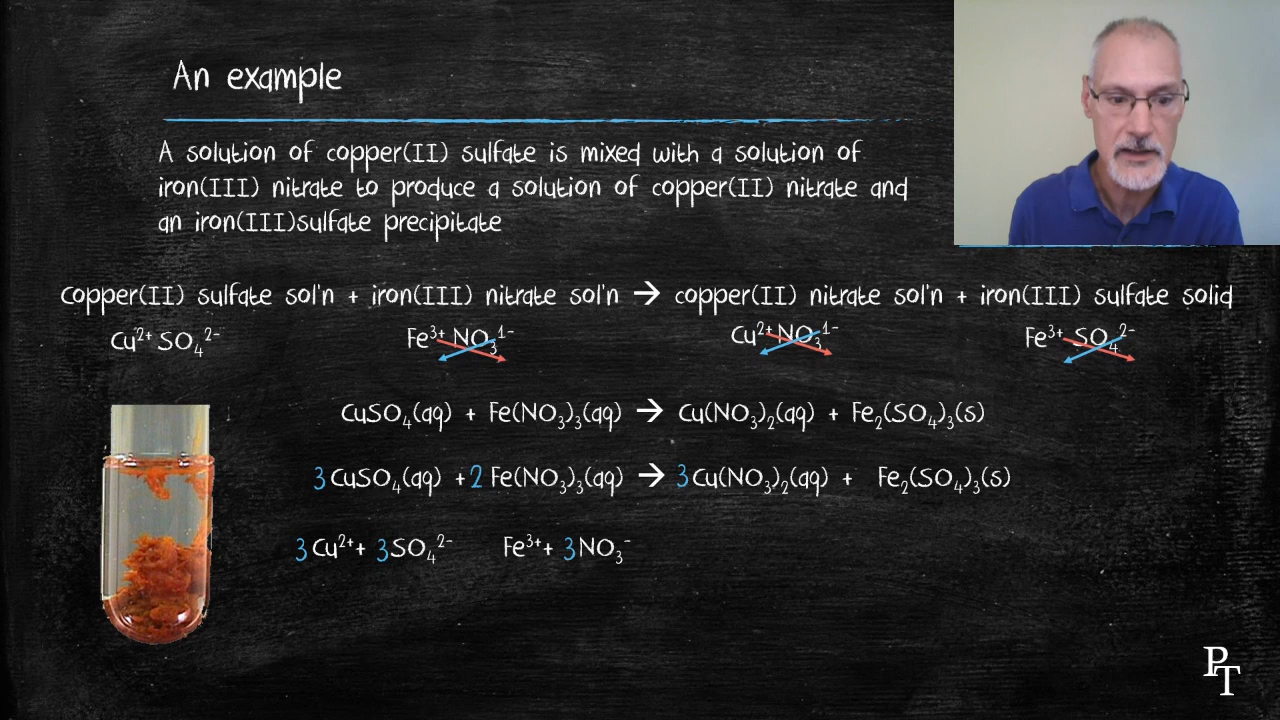 An example
A solution of copper(II) sulfate is mixed with a solution of
iron(III) nitrate to produce a solution of copper(II) nitrate and
an iron(III)sulfate precipitate
copper(II) sulfate sol'n + iron(III) nitrate sol'n → copper(II) nitrate sol'n + iron(III) sulfate solid
Cu²⁺ SO₄²⁻ Fe³⁺ NO₃¹⁻ Cu²⁺ NO₃¹⁻ Fe³⁺ SO₄²⁻
CuSO₄(aq) + Fe(NO₃)₃(aq) → Cu(NO₃)₂(aq) + Fe₂(SO₄)₃(s)
3CuSO₄(aq) + 2 Fe(NO₃)₃(aq) → 3Cu(NO₃)₂(aq) + Fe₂(SO₄)₃(s)
3Cu²⁺ + 3SO₄²⁻ Fe³⁺ + 3NO₃⁻
PT